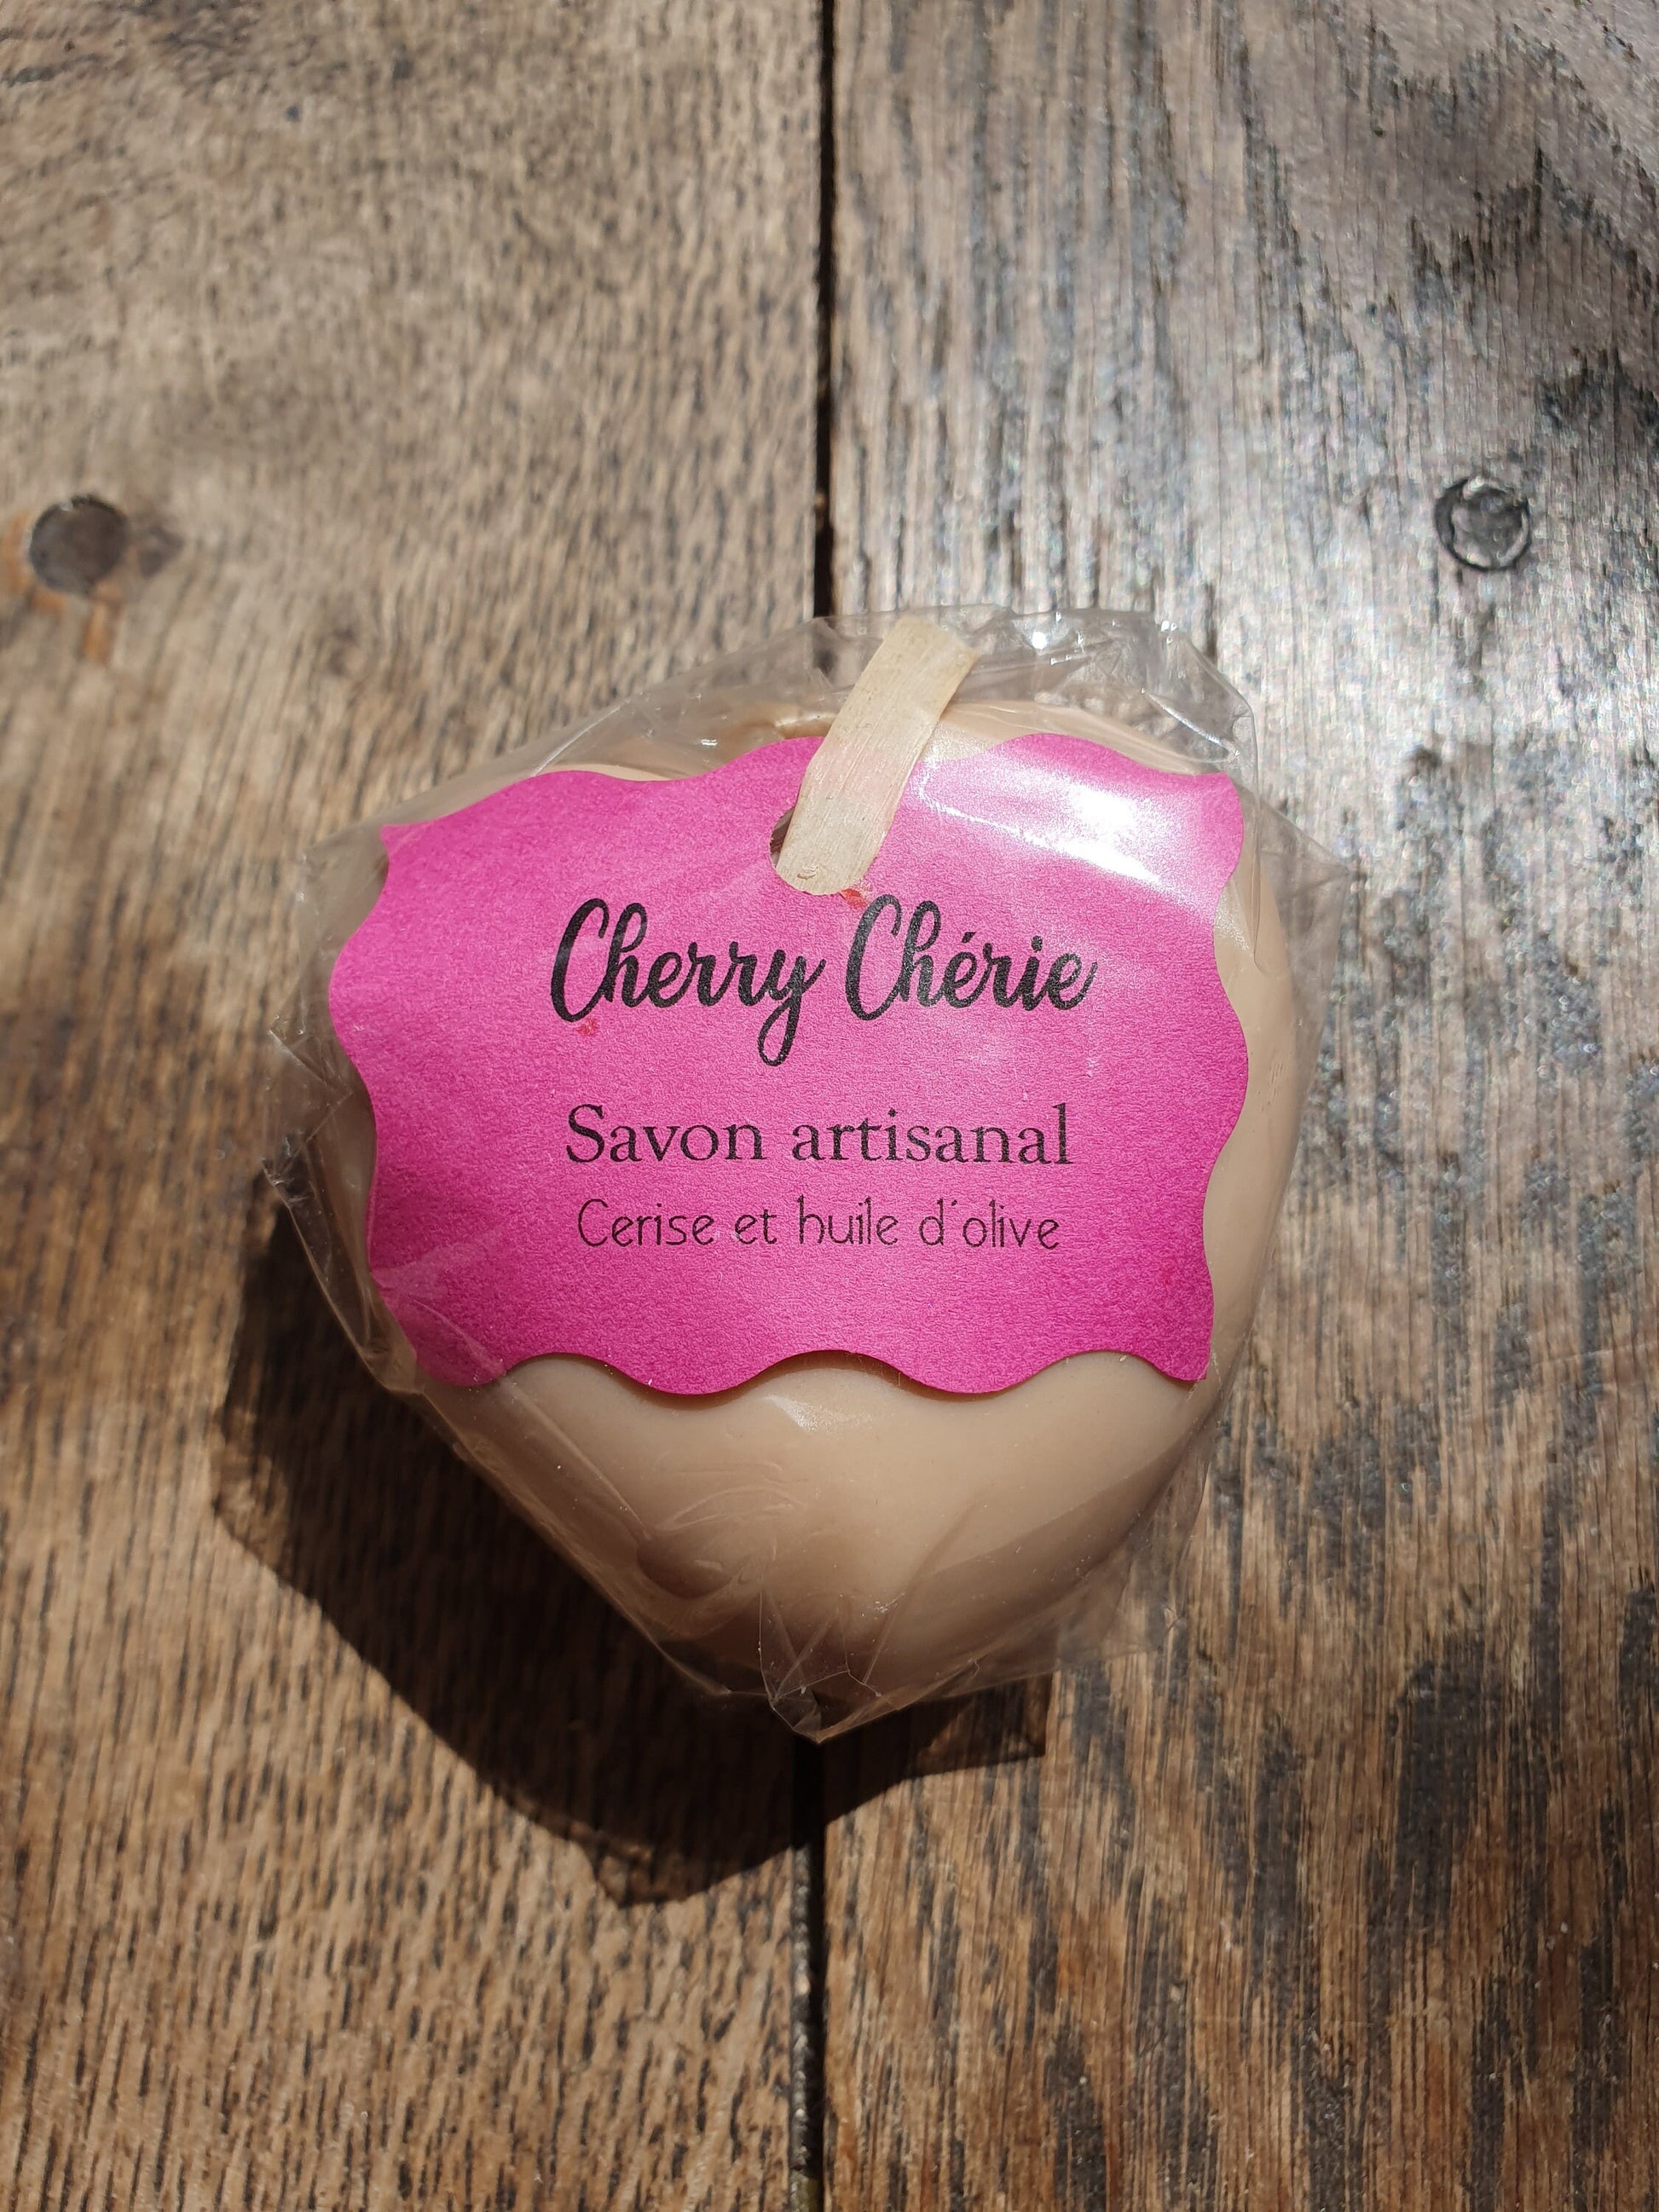 Cherry Chérie
Savon artisanal
Cerise et huile d'olive